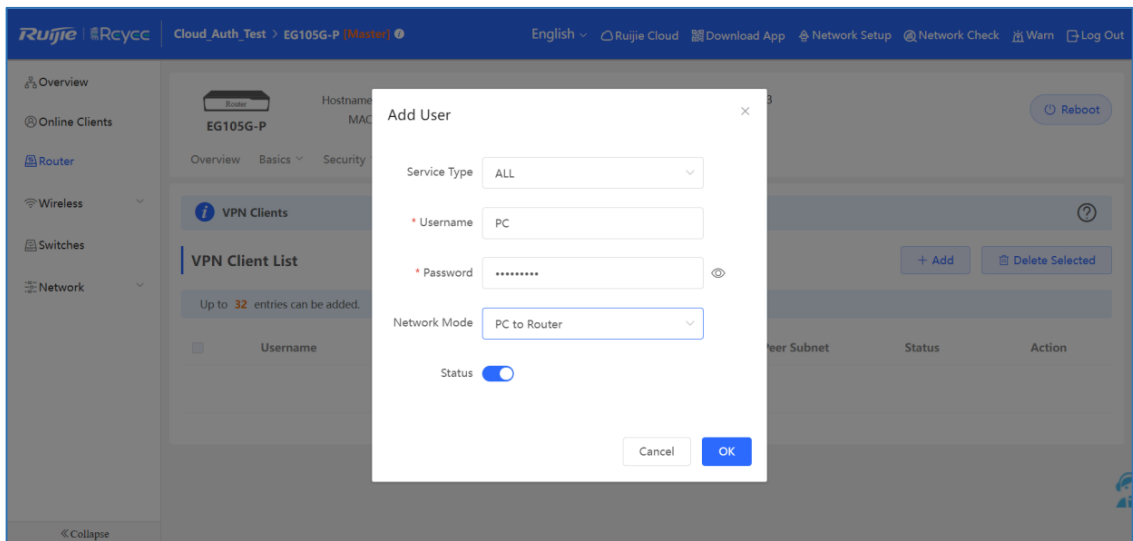 Ruijie Rcycc Cloud_Auth_Test > EG105G-P [Master] English Ruijie Cloud Download App Network Setup Network Check Warn Log Out
Overview
Online Clients
Router
Wireless
Switches
Network
Collapse
Router
EG105G-P
Hostname
MAC
3
Reboot
Overview Basics Security
VPN Clients
VPN Client List
+ Add Delete Selected
Up to 32 entries can be added.
Username Peer Subnet Status Action
Add User
Service Type ALL
* Username PC
* Password •••••••••
Network Mode PC to Router
Status
Cancel OK